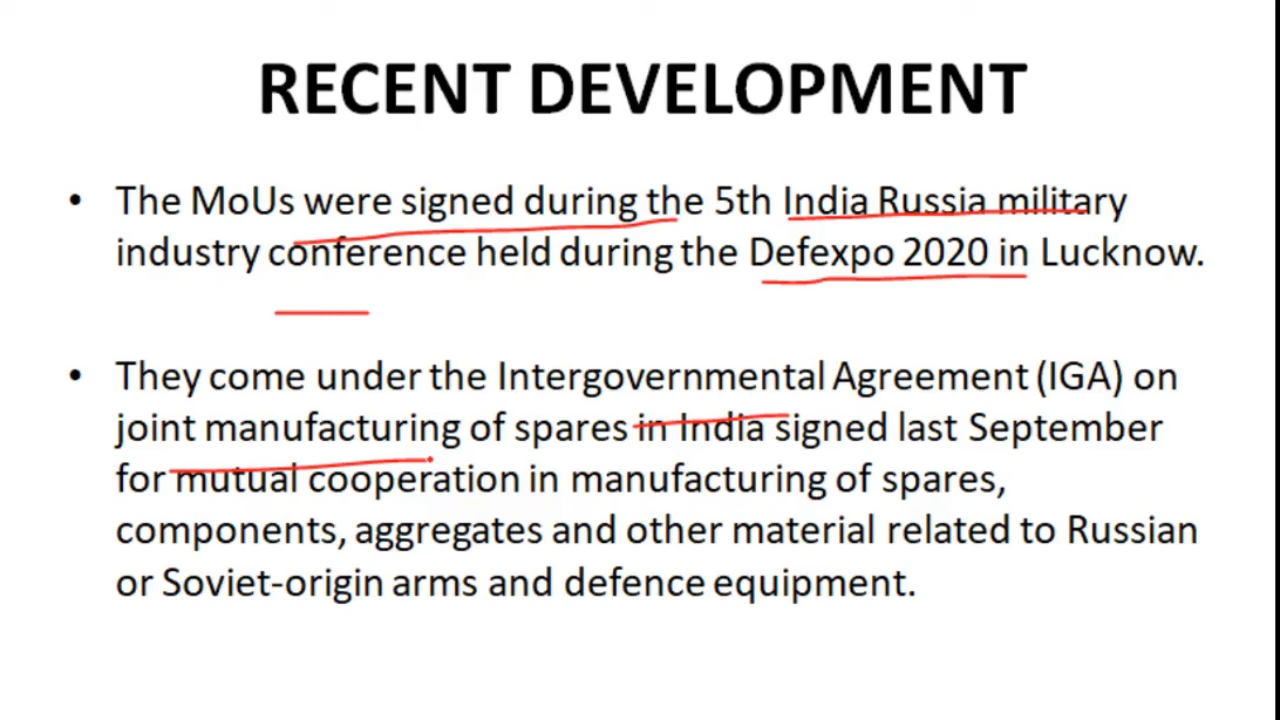 RECENT DEVELOPMENT
• The MoUs were signed during the 5th India Russia military
industry conference held during the Defexpo 2020 in Lucknow.
• They come under the Intergovernmental Agreement (IGA) on
joint manufacturing of spares in India signed last September
for mutual cooperation in manufacturing of spares,
components, aggregates and other material related to Russian
or Soviet-origin arms and defence equipment.